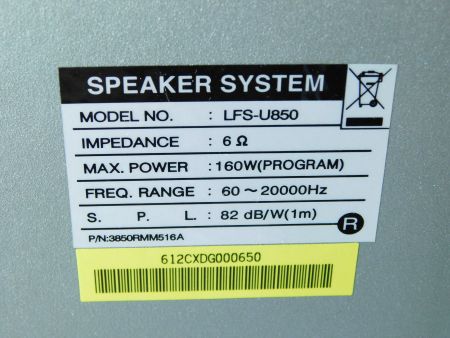 SPEAKER SYSTEM
MODEL NO. : LFS-U850
IMPEDANCE : 6 Ω
MAX. POWER : 160W(PROGRAM)
FREQ. RANGE : 60 ~ 20000Hz
S. P. L. : 82 dB/W(1m)
P/N:3850RMM516A
R
612CXDG000650